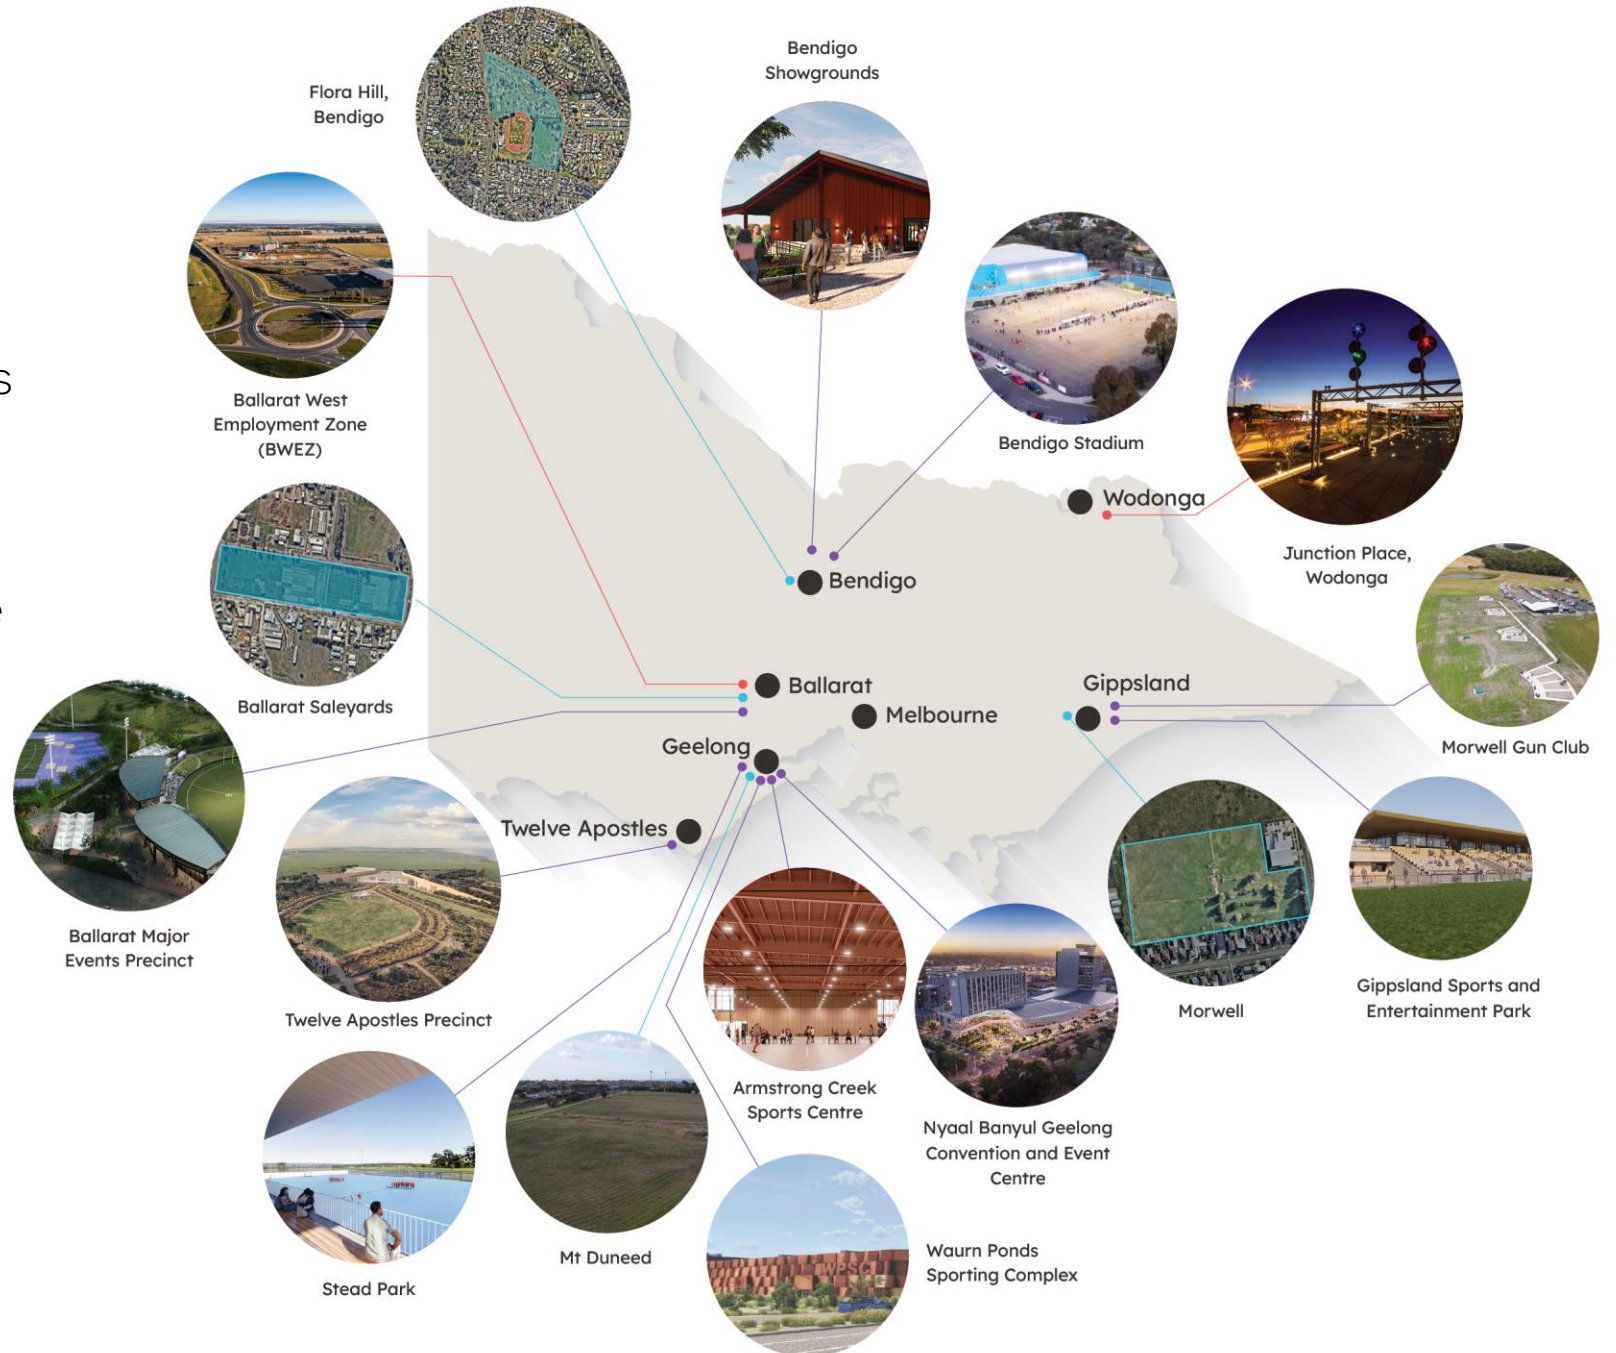 Flora Hill,
Bendigo
Bendigo
Showgrounds
Ballarat West
Employment Zone
(BWEZ)
s
Bendigo Stadium
Wodonga
Junction Place,
Wodonga
Bendigo
e
Ballarat Saleyards
Ballarat
Melbourne
Gippsland
Morwell Gun Club
Geelong
Twelve Apostles
Ballarat Major
Events Precinct
Twelve Apostles Precinct
Armstrong Creek
Sports Centre
Morwell
Gippsland Sports and
Entertainment Park
Nyaal Banyul Geelong
Convention and Event
Centre
Stead Park
Mt Duneed
WPSC
Waurn Ponds
Sporting Complex